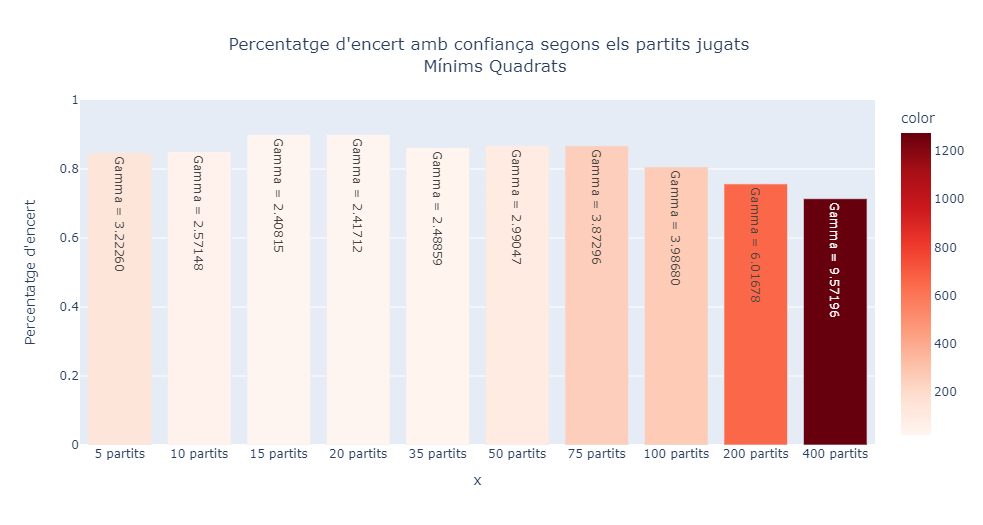 Percentatge d'encert amb confiança segons els partits jugats
Mínims Quadrats
Percentatge d'encert
1
0.8
0.6
0.4
0.2
0
Gamma = 3.22260
Gamma = 2.57148
Gamma = 2.40815
Gamma = 2.41712
Gamma = 2.48859
Gamma = 2.99047
Gamma = 3.87296
Gamma = 3.98680
Gamma = 6.01678
Gamma = 9.57196
5 partits
10 partits
15 partits
20 partits
35 partits
50 partits
75 partits
100 partits
200 partits
400 partits
x
color
1200
1000
800
600
400
200